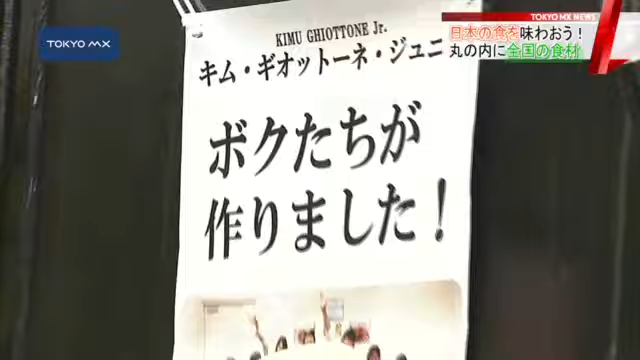 TOKYO MX
TOKYO MX NEWS
日本の食を味わおう！
丸の内に全国の食材
KIMU GHIOTTONE Jr.
キム・ギオットーネ・ジュニ
ボクたちが
作りました！